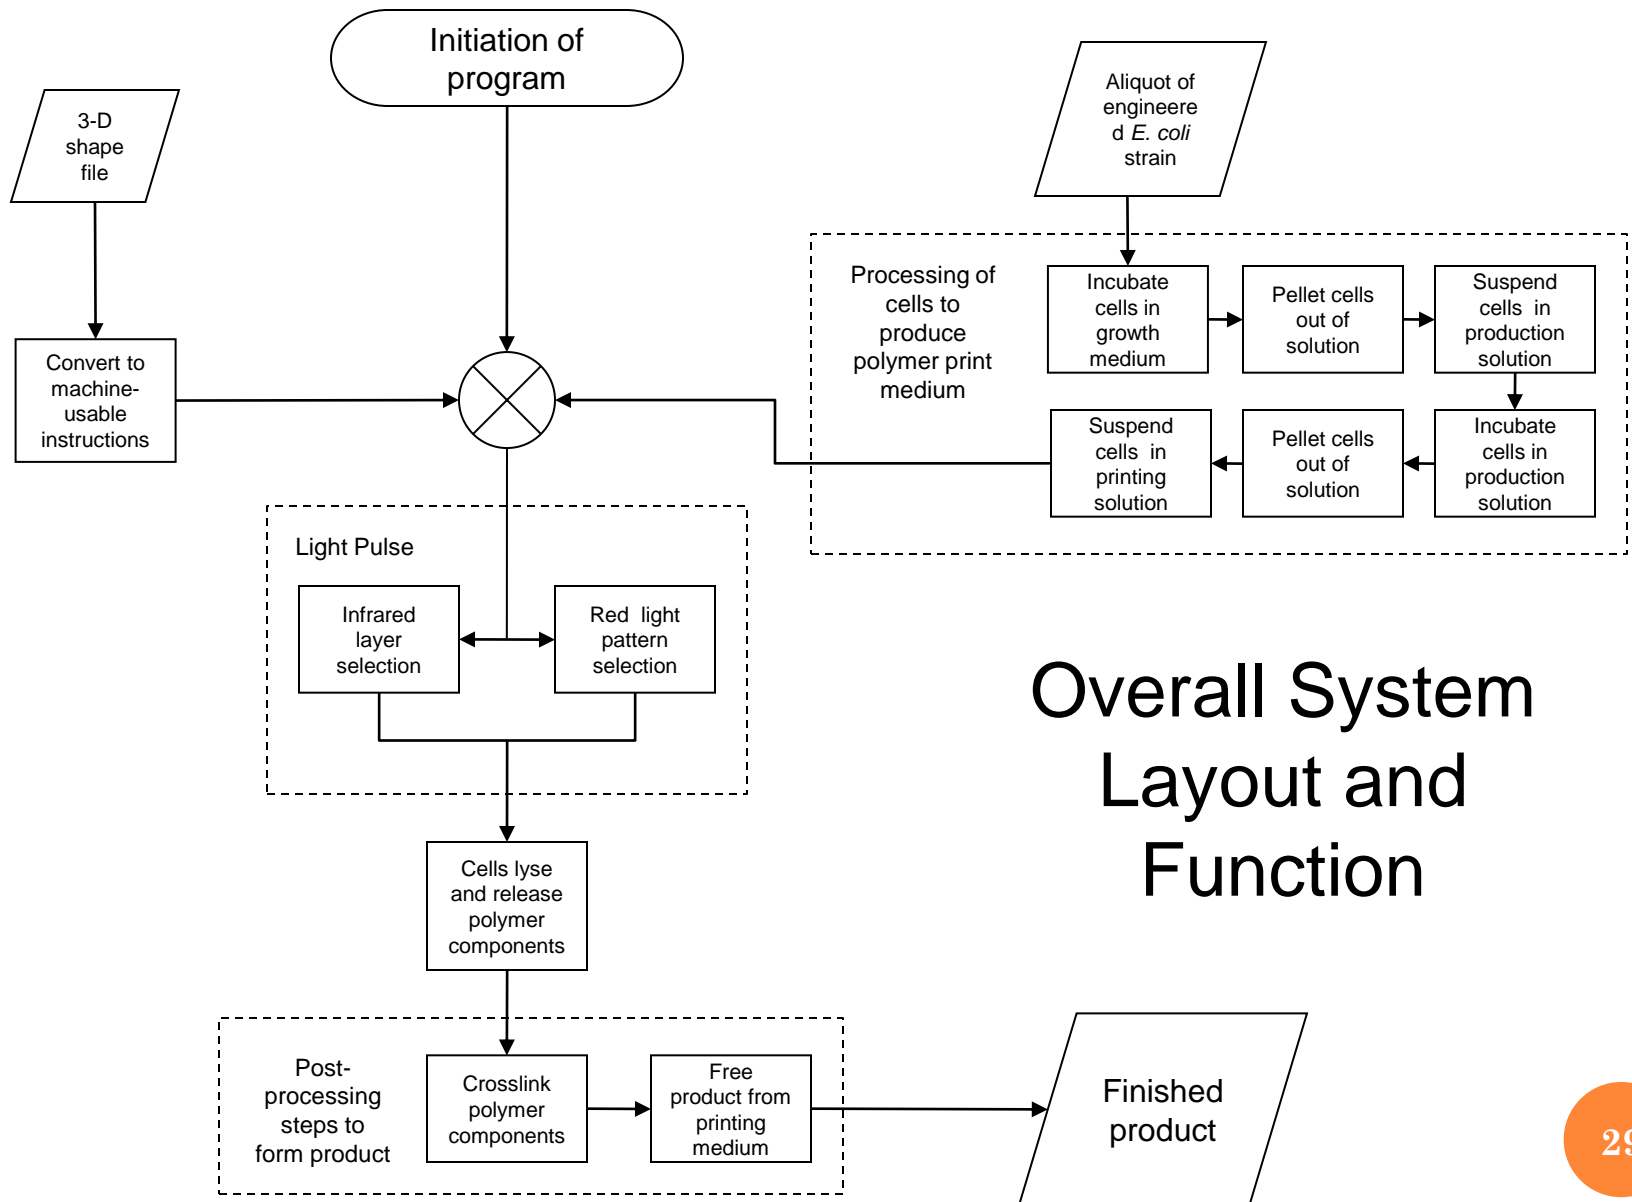 Initiation of
program
3-D
shape
file
Aliquot of
engineere
d E. coli
strain
Processing of
cells to
produce
polymer print
medium
Incubate
cells in
growth
medium
Pellet cells
out of
solution
Suspend
cells in
production
solution
Convert to
machine-
usable
instructions
Suspend
cells in
printing
solution
Pellet cells
out of
solution
Incubate
cells in
production
solution
Light Pulse
Infrared
layer
selection
Red light
pattern
selection
Overall System
Layout and
Function
Cells lyse
and release
polymer
components
Post-
processing
steps to
form product
Crosslink
polymer
components
Free
product from
printing
medium
Finished
product
29